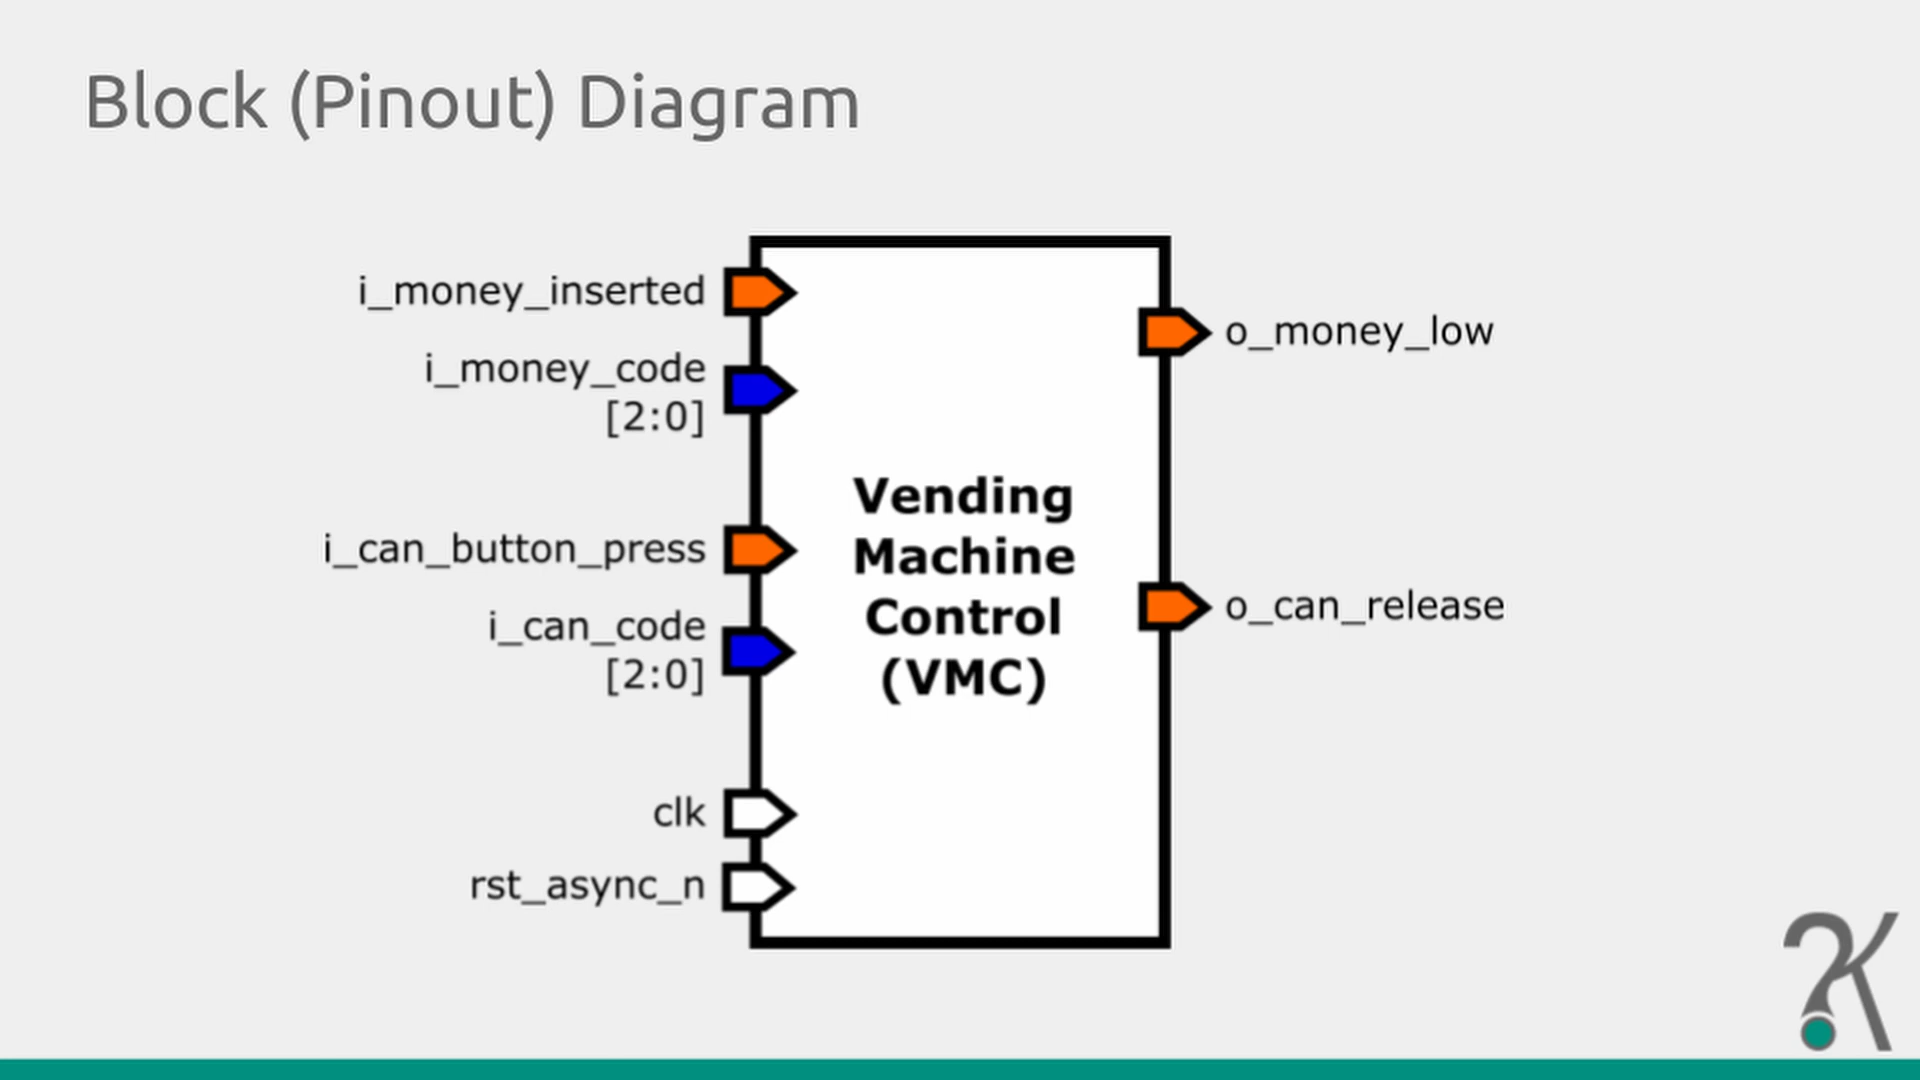 Block (Pinout) Diagram
i_money_inserted
i_money_code
[2:0]
i_can_button_press
i_can_code
[2:0]
clk
rst_async_n
Vending
Machine
Control
(VMC)
o_money_low
o_can_release